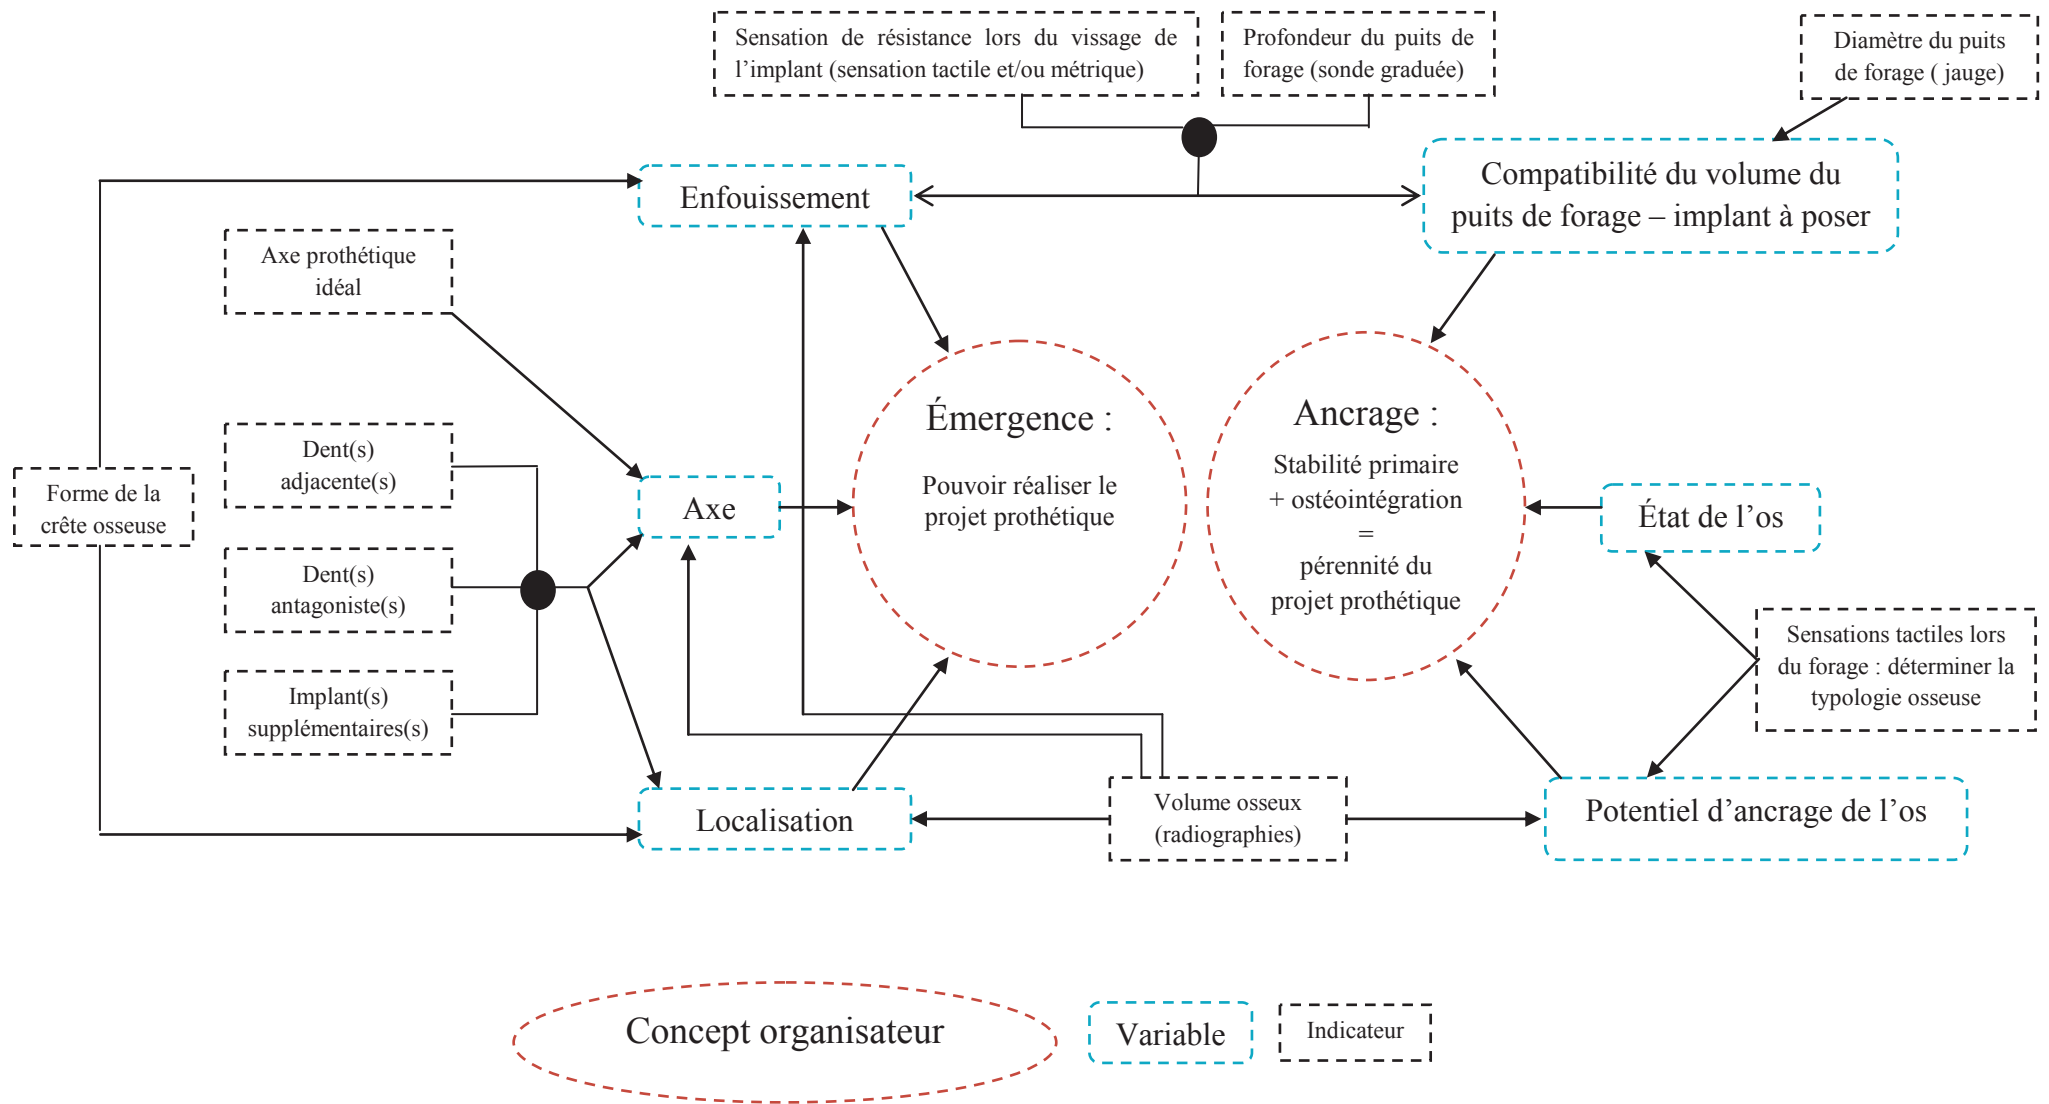 Sensation de résistance lors du vissage de
l’implant (sensation tactile et/ou métrique)
Profondeur du puits de
forage (sonde graduée)
Diamètre du puits
de forage ( jauge)
Enfouissement
Compatibilité du volume du
puits de forage – implant à poser
Axe prothétique
idéal
Émergence :
Pouvoir réaliser le
projet prothétique
Ancrage :
Stabilité primaire
+ ostéointégration
=
pérennité du
projet prothétique
Dent(s)
adjacente(s)
Forme de la
crête osseuse
Axe
État de l’os
Dent(s)
antagoniste(s)
Implant(s)
supplémentaires(s)
Sensations tactiles lors
du forage : déterminer la
typologie osseuse
Localisation
Volume osseux
(radiographies)
Potentiel d’ancrage de l’os
Concept organisateur
Variable
Indicateur